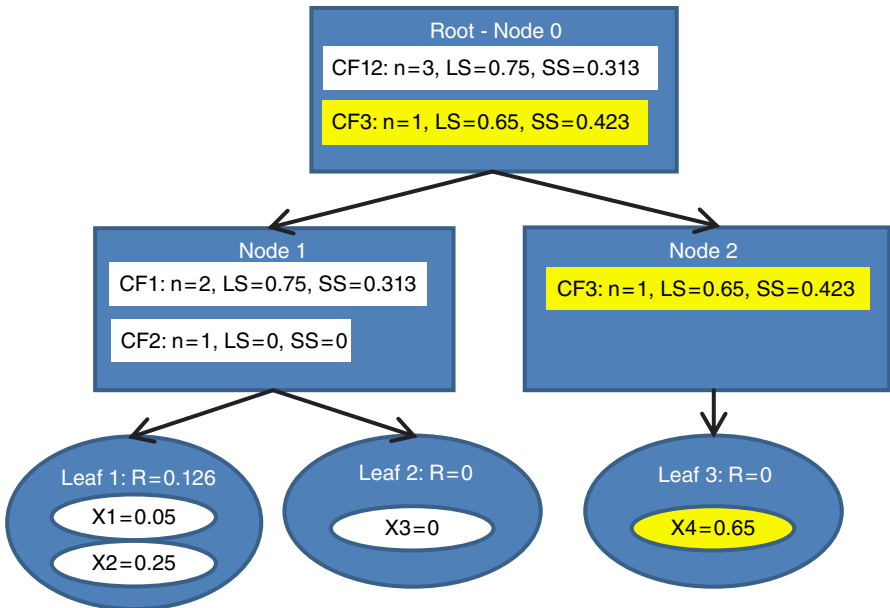 Root - Node 0
CF12: n=3, LS=0.75, SS=0.313
CF3: n=1, LS=0.65, SS=0.423
Node 1
CF1: n=2, LS=0.75, SS=0.313
CF2: n=1, LS=0, SS=0
Node 2
CF3: n=1, LS=0.65, SS=0.423
Leaf 1: R=0.126
X1=0.05
X2=0.25
Leaf 2: R=0
X3=0
Leaf 3: R=0
X4=0.65